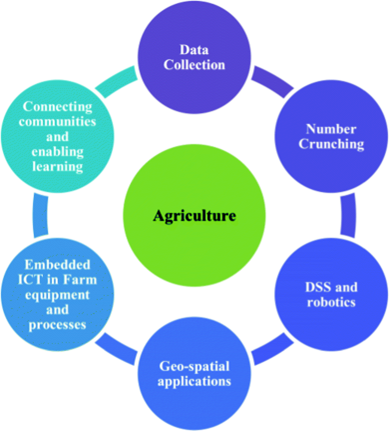 Data
Collection
Number
Crunching
DSS and
robotics
Geo-spatial
applications
Embedded
ICT in Farm
equipment
and
processes
Connecting
communities
and
enabling
learning
Agriculture